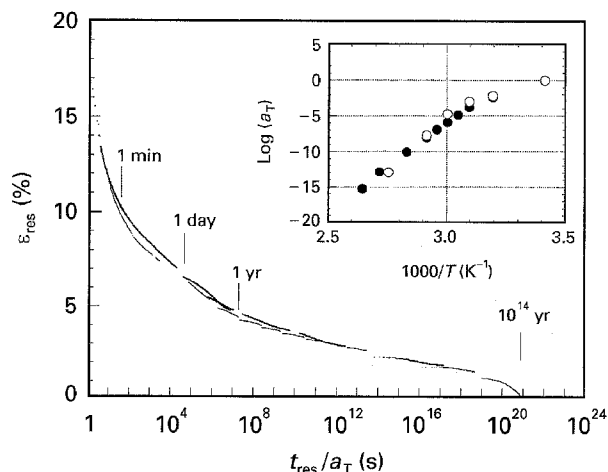 20
15
10
5
0
ε_res (%)
1 min
1 day
1 yr
10^14 yr
1
10^4
10^8
10^12
10^16
10^20
10^24
t_res/a_T (s)
5
0
−5
−10
−15
−20
Log (a_T)
2.5
3.0
3.5
1000/T (K^−1)